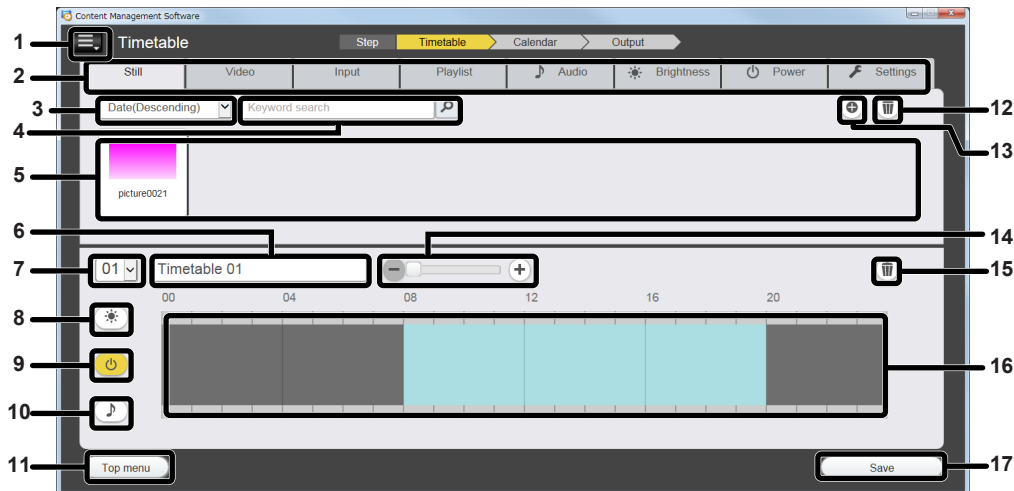 Content Management Software
1 Timetable Step Timetable Calendar Output
2 Still Video Input Playlist Audio Brightness Power Settings
3 Date(Descending) Keyword search 12
4 13
5 picture0021
6 14
7 01 Timetable 01 15
00 04 08 12 16 20
8
9 16
10
11 Top menu Save 17